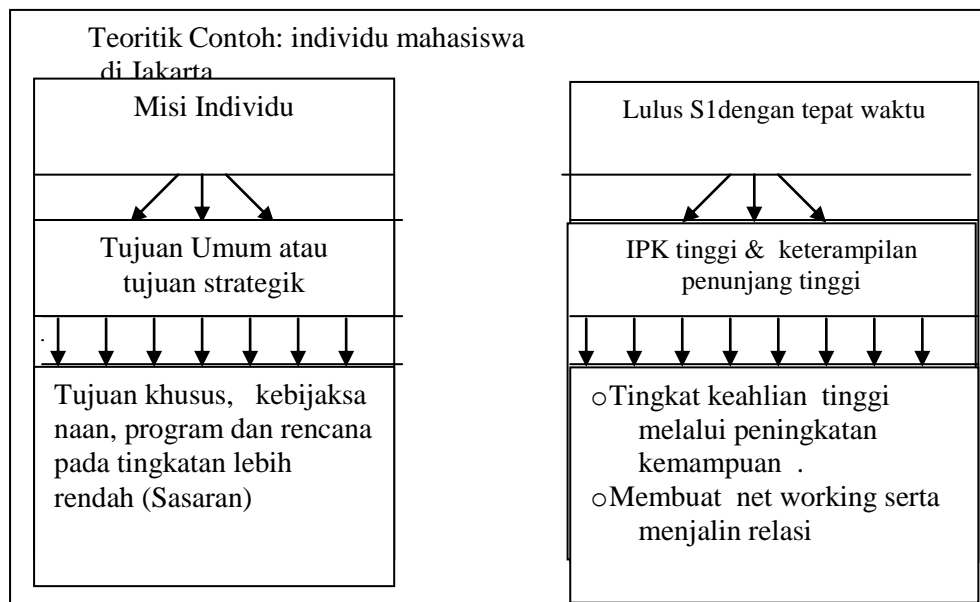 Teoritik Contoh: individu mahasiswa
di Jakarta
Misi Individu
Tujuan Umum atau
tujuan strategik
Tujuan khusus, kebijaksa
naan, program dan rencana
pada tingkatan lebih
rendah (Sasaran)
Lulus S1dengan tepat waktu
IPK tinggi & keterampilan
penunjang tinggi
oTingkat keahlian tinggi
melalui peningkatan
kemampuan .
oMembuat net working serta
menjalin relasi